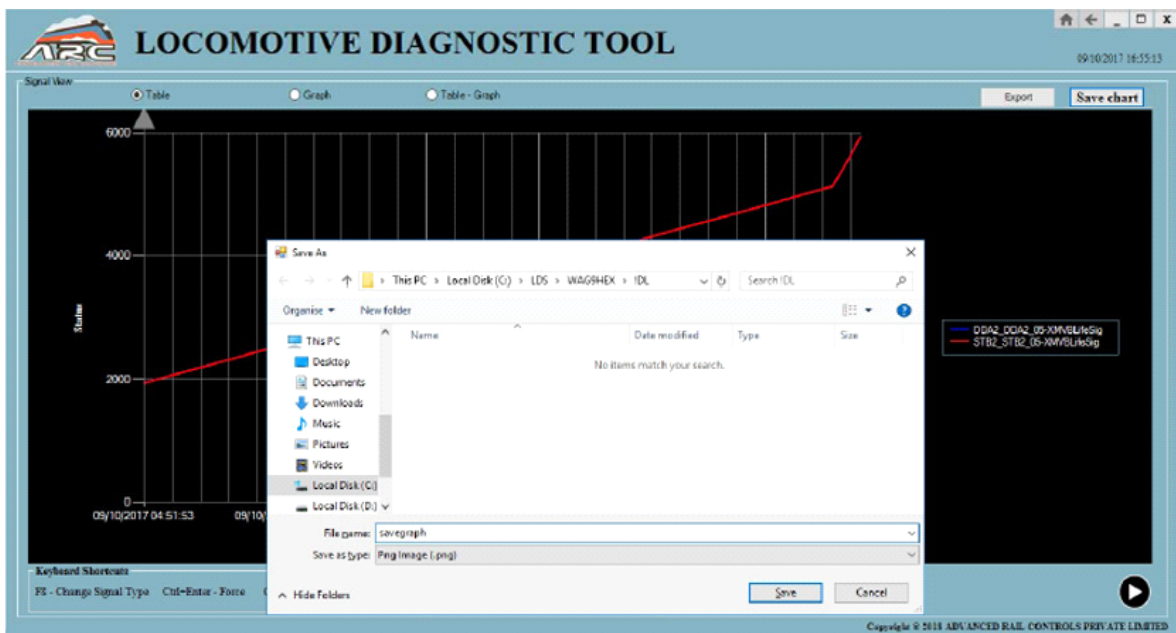 ARC
LOCOMOTIVE DIAGNOSTIC TOOL
09/10/2017 16:55:13
Signal View
Table
Graph
Table - Graph
Export
Save chart
6000
4000
2000
0
Status
09/10/2017 04:51:53
09/10/
DDA2_DDA2_05-XMVBLifeSig
STB2_STB2_05-XMVBLifeSig
Save As
This PC > Local Disk (C:) > LDS > WAG9HEX > !DL
Search !DL
Organise
New folder
Name
Date modified
Type
Size
No items match your search.
This PC
Desktop
Documents
Downloads
Music
Pictures
Videos
Local Disk (C:)
Local Disk (D:)
File name: savegraph
Save as type: Png Image (.png)
Hide Folders
Save
Cancel
Keyboard Shortcuts
F8 - Change Signal Type Ctrl+Enter - Force
Copyright © 2018 ADVANCED RAIL CONTROLS PRIVATE LIMITED